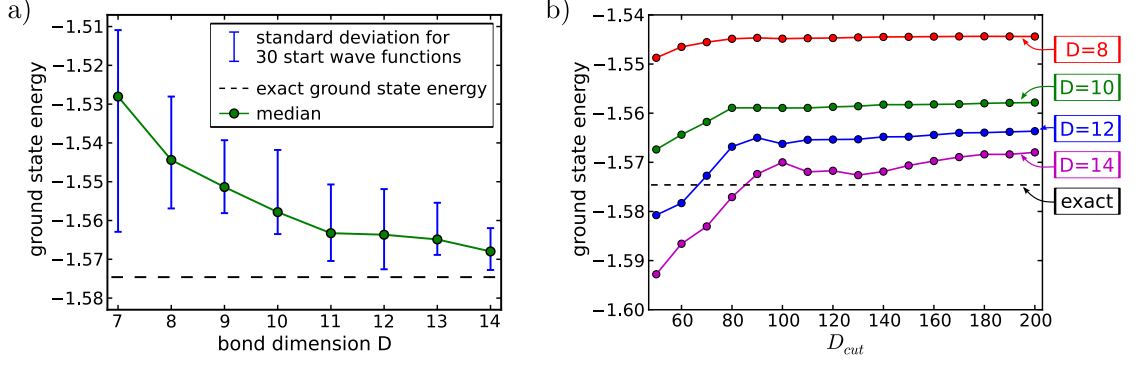 a)
−1.51
−1.52
−1.53
−1.55
−1.55
−1.56
−1.58
ground state energy
7 8 9 10 11 12 13 14
bond dimension D
standard deviation for
30 start wave functions
exact ground state energy
median
b)
−1.54
−1.55
−1.56
−1.57
−1.58
−1.59
−1.60
ground state energy
60 80 100 120 140 160 180 200
D_cut
D=8
D=10
D=12
D=14
exact